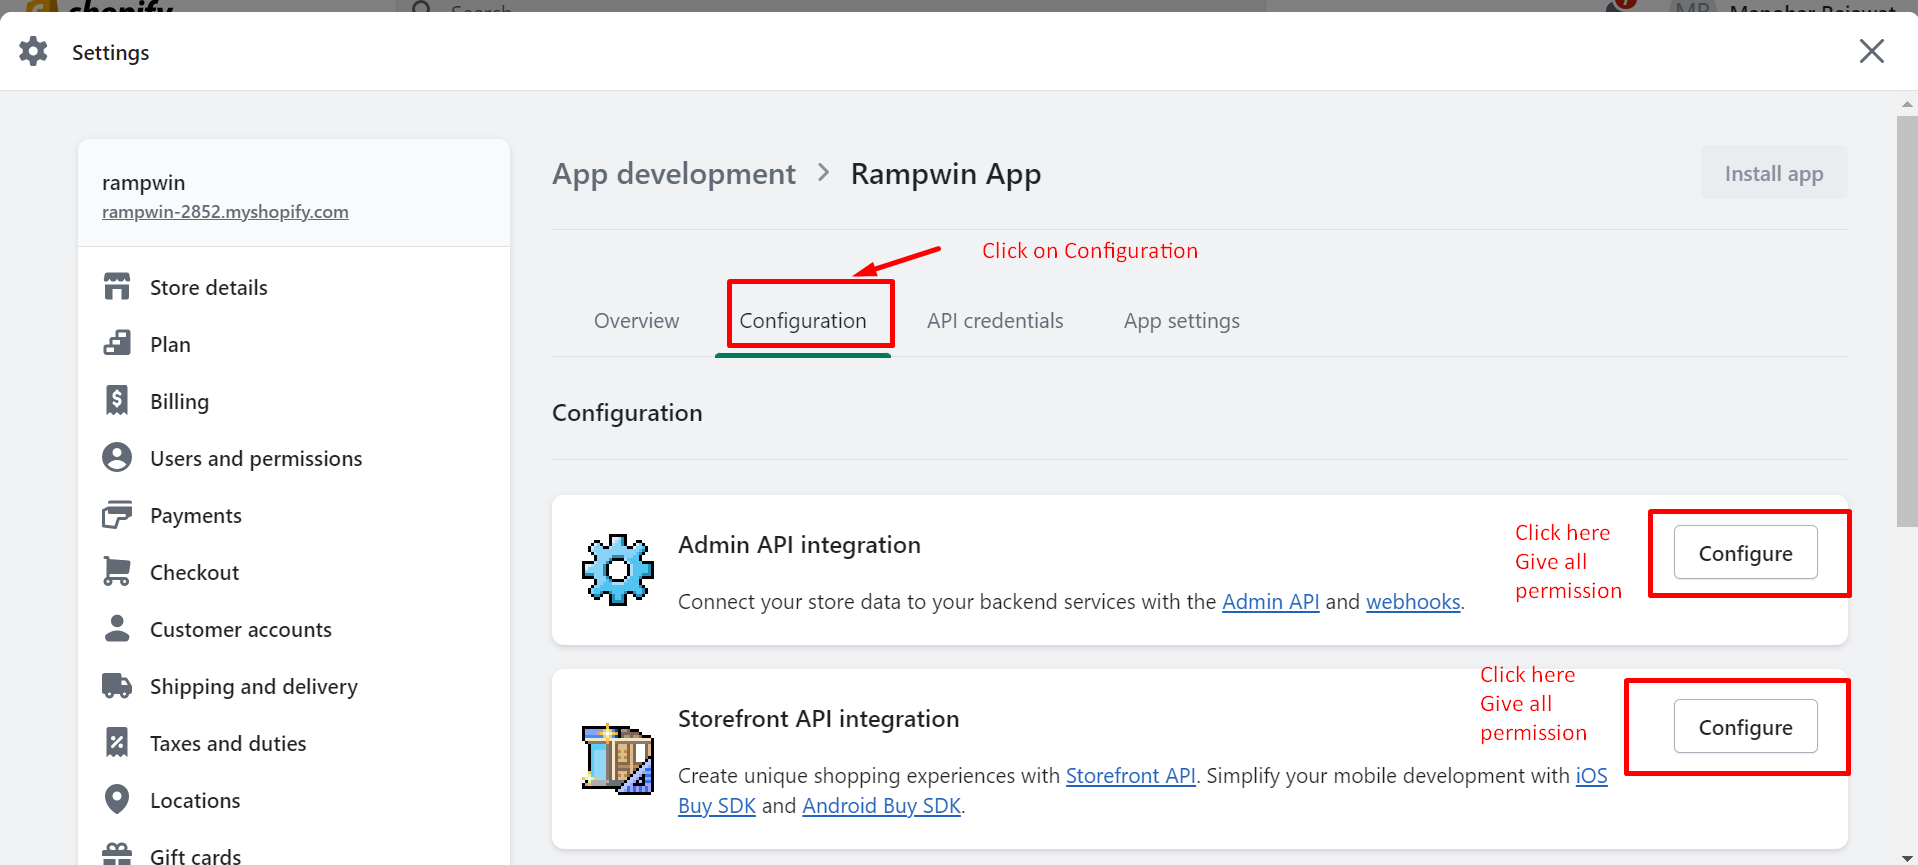 shopify
Search
Settings
rampwin
rampwin-2852.myshopify.com
Store details
Plan
Billing
Users and permissions
Payments
Checkout
Customer accounts
Shipping and delivery
Taxes and duties
Locations
Gift cards
App development > Rampwin App
Install app
Click on Configuration
Overview
Configuration
API credentials
App settings
Configuration
Admin API integration
Connect your store data to your backend services with the Admin API and webhooks.
Click here
Give all
permission
Configure
Storefront API integration
Create unique shopping experiences with Storefront API. Simplify your mobile development with iOS
Buy SDK and Android Buy SDK.
Click here
Give all
permission
Configure